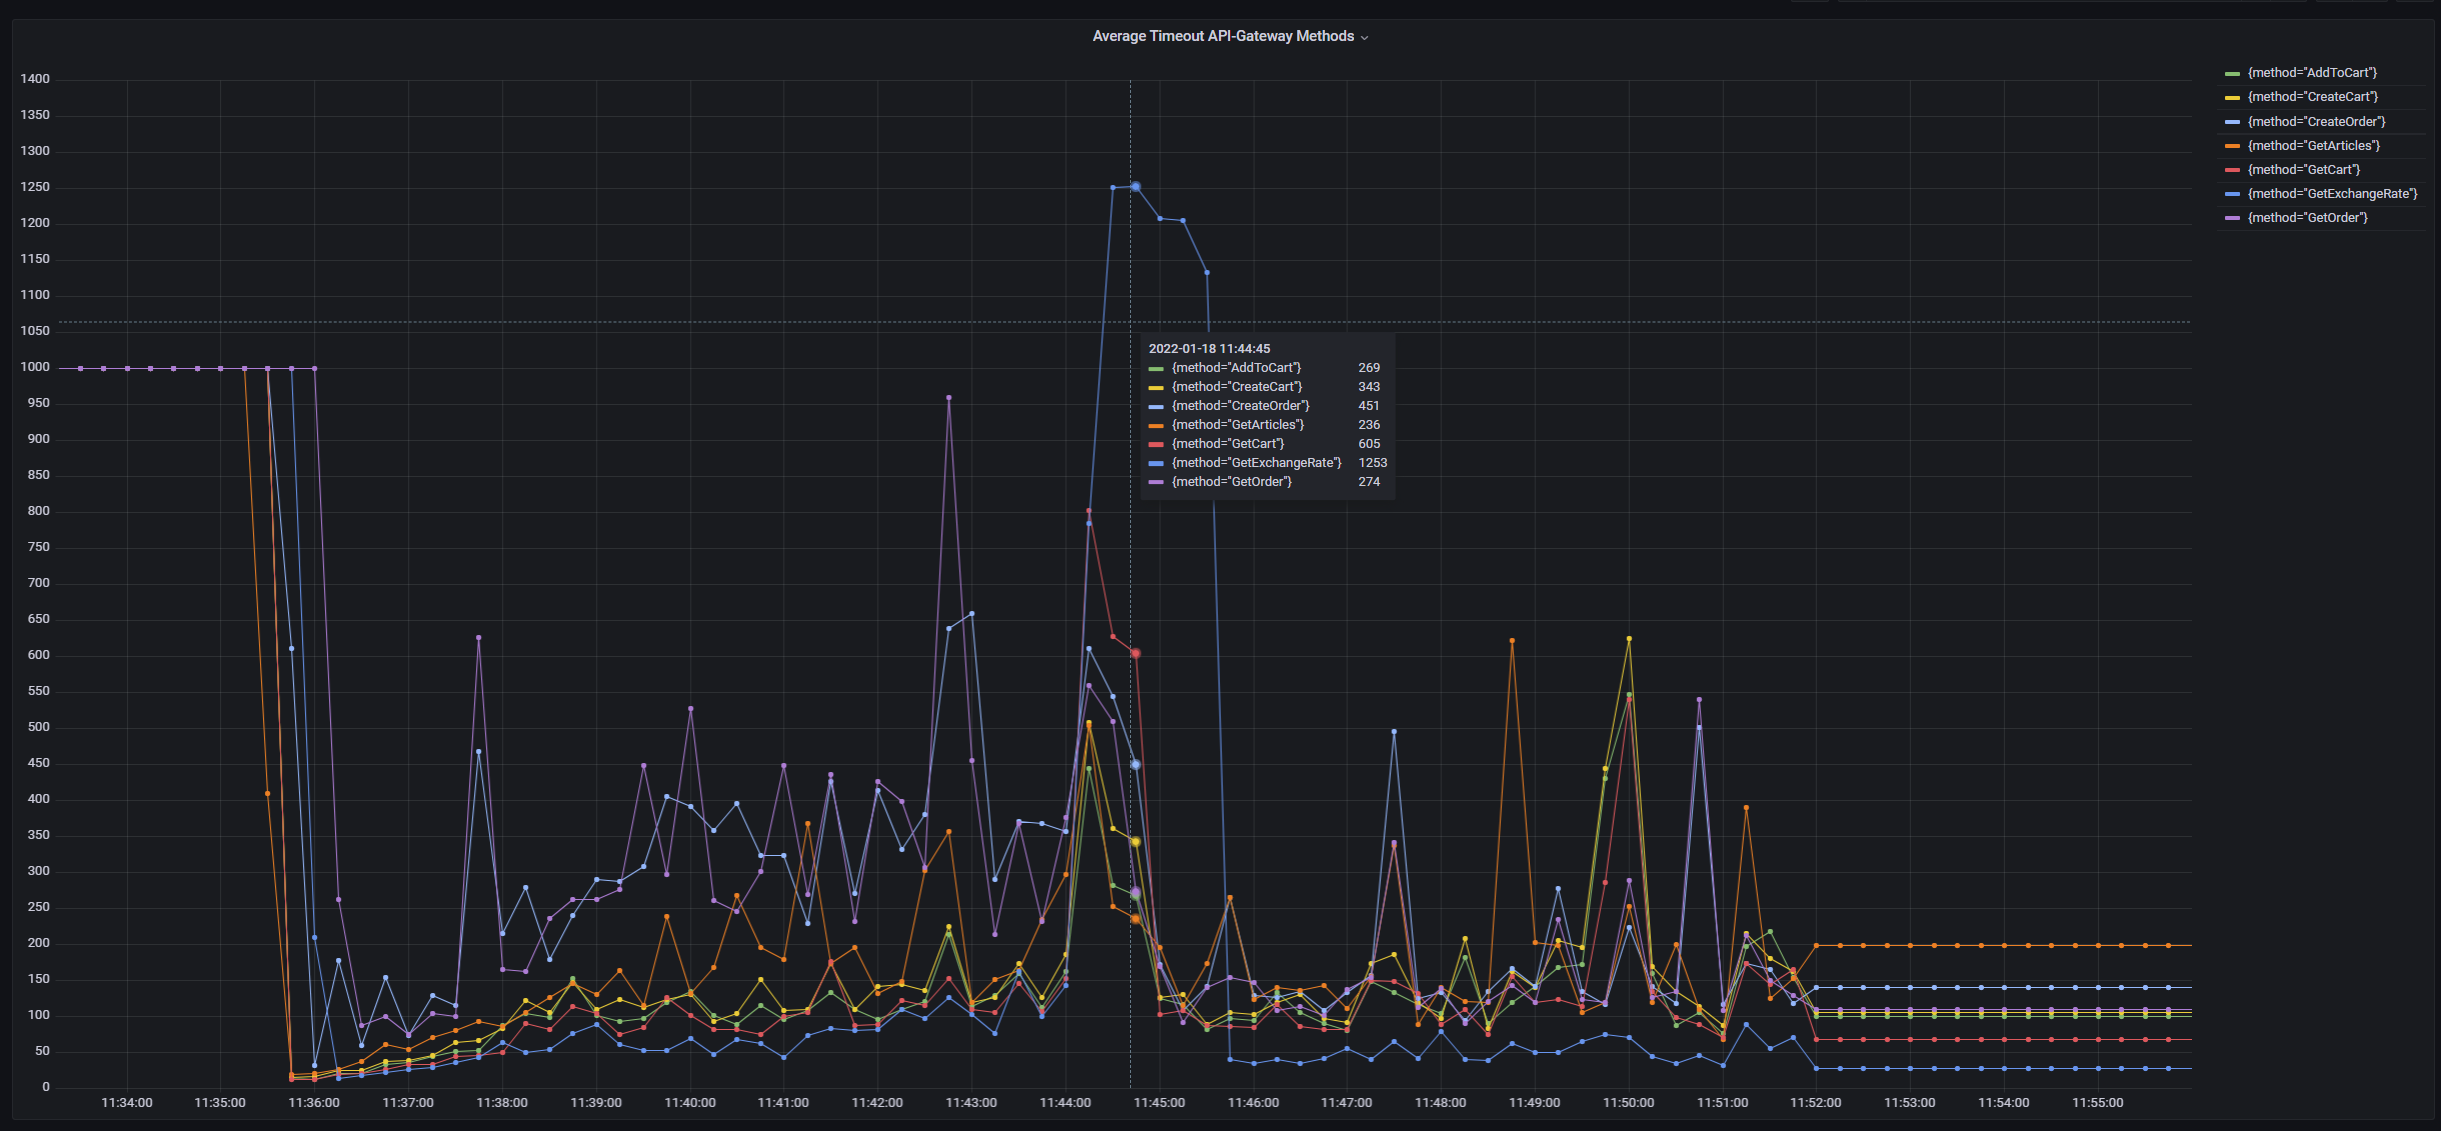 Average Timeout API-Gateway Methods
1400
1350
1300
1250
1200
1150
1100
1050
1000
950
900
850
800
750
700
650
600
550
500
450
400
350
300
250
200
150
100
50
0
11:34:00 11:35:00 11:36:00 11:37:00 11:38:00 11:39:00 11:40:00 11:41:00 11:42:00 11:43:00 11:44:00 11:45:00 11:46:00 11:47:00 11:48:00 11:49:00 11:50:00 11:51:00 11:52:00 11:53:00 11:54:00 11:55:00
2022-01-18 11:44:45
{method="AddToCart"} 269
{method="CreateCart"} 343
{method="CreateOrder"} 451
{method="GetArticles"} 236
{method="GetCart"} 605
{method="GetExchangeRate"} 1253
{method="GetOrder"} 274
{method="AddToCart"}
{method="CreateCart"}
{method="CreateOrder"}
{method="GetArticles"}
{method="GetCart"}
{method="GetExchangeRate"}
{method="GetOrder"}